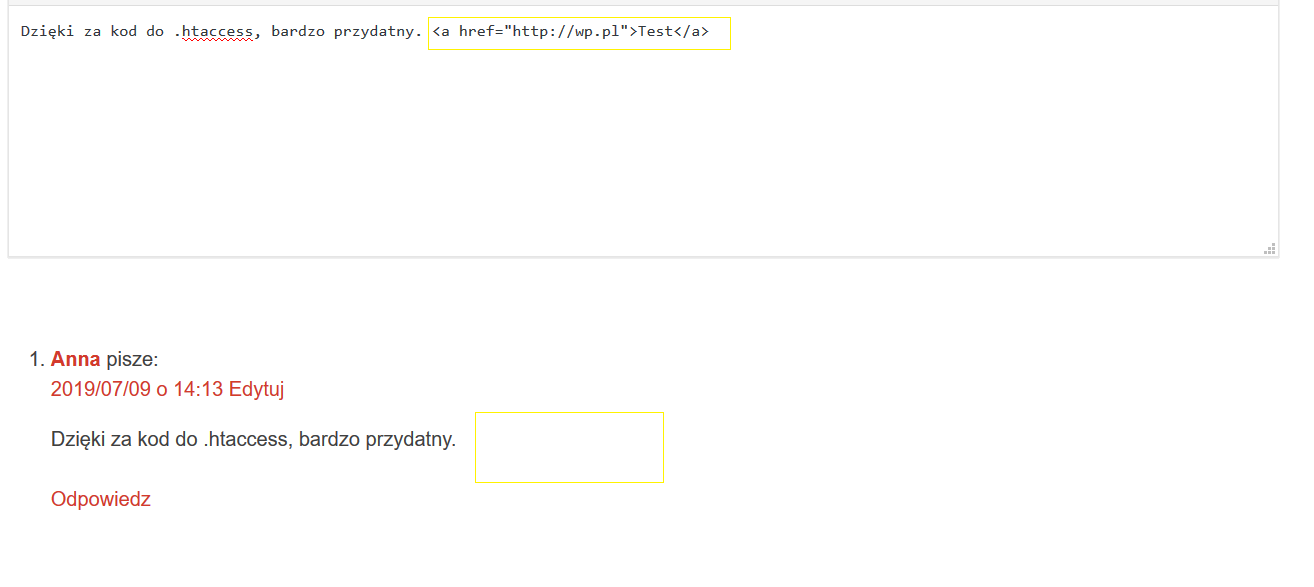 Dzięki za kod do .htaccess, bardzo przydatny. <a href="http://wp.pl">Test</a>
1. Anna pisze:
2019/07/09 o 14:13 Edytuj
Dzięki za kod do .htaccess, bardzo przydatny.
Odpowiedz